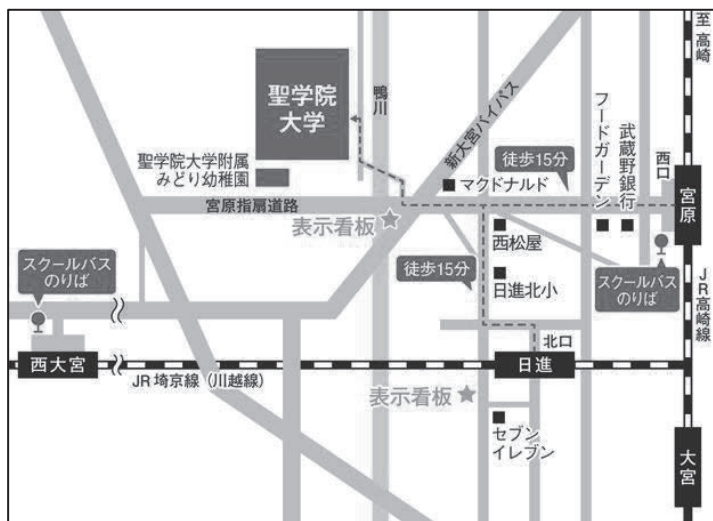 至高崎
聖学院
大学
鴨川
新大宮バイパス
フードガーデン
武蔵野銀行
西口
徒歩15分
マクドナルド
宮原
聖学院大学附属
みどり幼稚園
宮原指扇道路
表示看板
西松屋
スクールバス
のりば
徒歩15分
日進北小
スクールバス
のりば
JR高崎線
北口
西大宮
日進
JR埼京線（川越線）
表示看板
セブン
イレブン
大宮